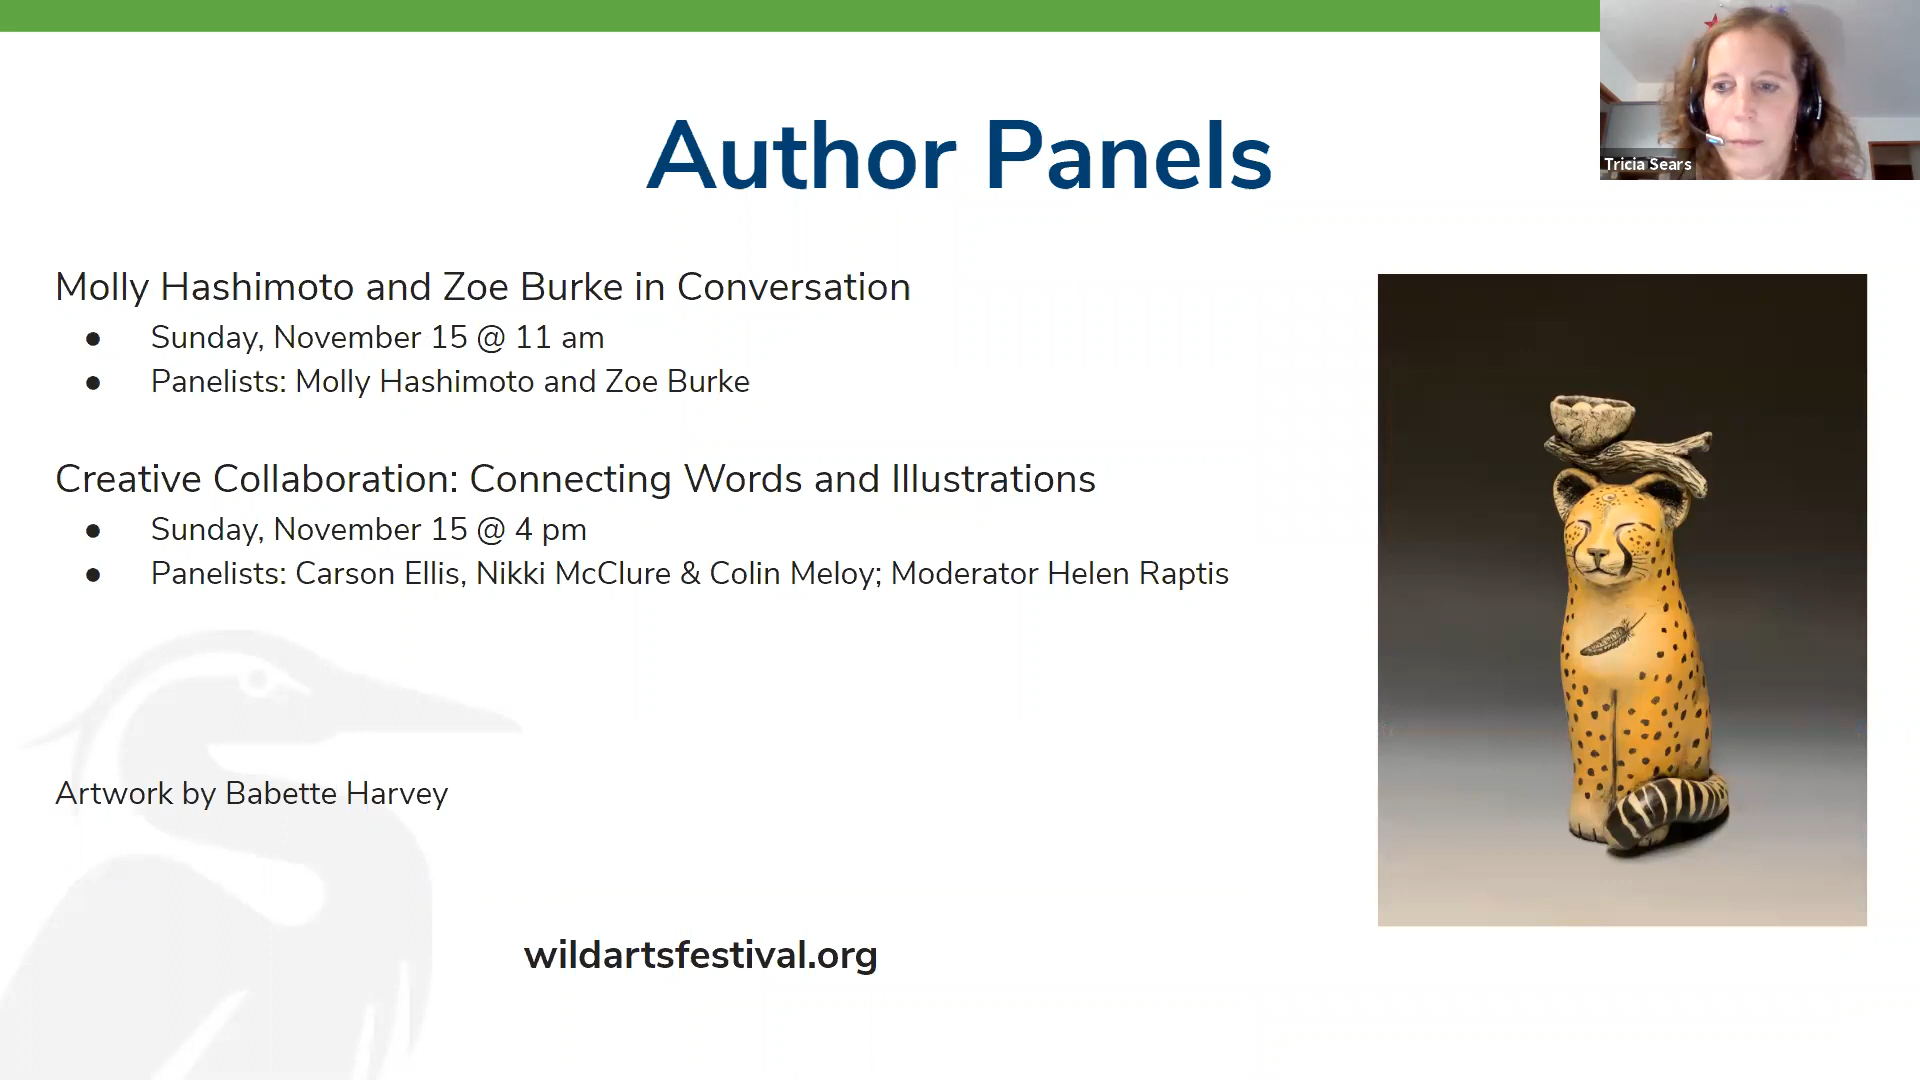 Author Panels
Tricia Sears
Molly Hashimoto and Zoe Burke in Conversation
● Sunday, November 15 @ 11 am
● Panelists: Molly Hashimoto and Zoe Burke
Creative Collaboration: Connecting Words and Illustrations
● Sunday, November 15 @ 4 pm
● Panelists: Carson Ellis, Nikki McClure & Colin Meloy; Moderator Helen Raptis
Artwork by Babette Harvey
wildartsfestival.org